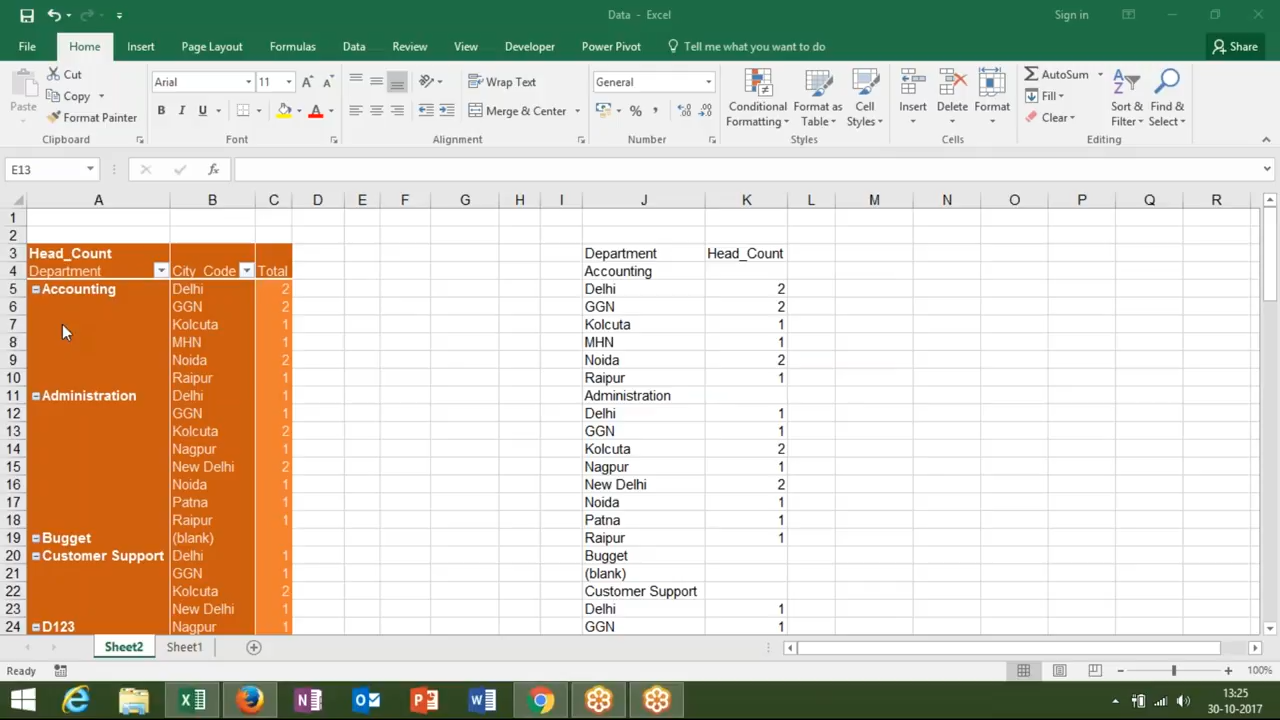 Data - Excel
Sign in
File Home Insert Page Layout Formulas Data Review View Developer Power Pivot Tell me what you want to do Share
Paste
Cut
Copy
Format Painter
Clipboard
Arial 11
B I U A
Font
Wrap Text
Merge & Center
Alignment
General
%
Number
Conditional Formatting
Format as Table
Cell Styles
Styles
Insert
Delete
Format
Cells
AutoSum
Fill
Clear
Sort & Filter
Find & Select
Editing
E13 fx
A B C D E F G H I J K L M N O P Q R
1
2
3 Head_Count Department Head_Count
4 Department City_Code Total Accounting
5 Accounting Delhi 2 Delhi 2
6 GGN 2 GGN 2
7 Kolcuta 1 Kolcuta 1
8 MHN 1 MHN 1
9 Noida 2 Noida 2
10 Raipur 1 Raipur 1
11 Administration Delhi 1 Administration
12 GGN 1 Delhi 1
13 Kolcuta 2 GGN 1
14 Nagpur 1 Kolcuta 2
15 New Delhi 2 Nagpur 1
16 Noida 1 New Delhi 2
17 Patna 1 Noida 1
18 Raipur 1 Patna 1
19 Bugget (blank) Raipur 1
20 Customer Support Delhi 1 Bugget
21 GGN 1 (blank)
22 Kolcuta 2 Customer Support
23 New Delhi 1 Delhi 1
24 D123 Nagpur 1 GGN 1
Sheet2 Sheet1
Ready 100%
13:25
30-10-2017